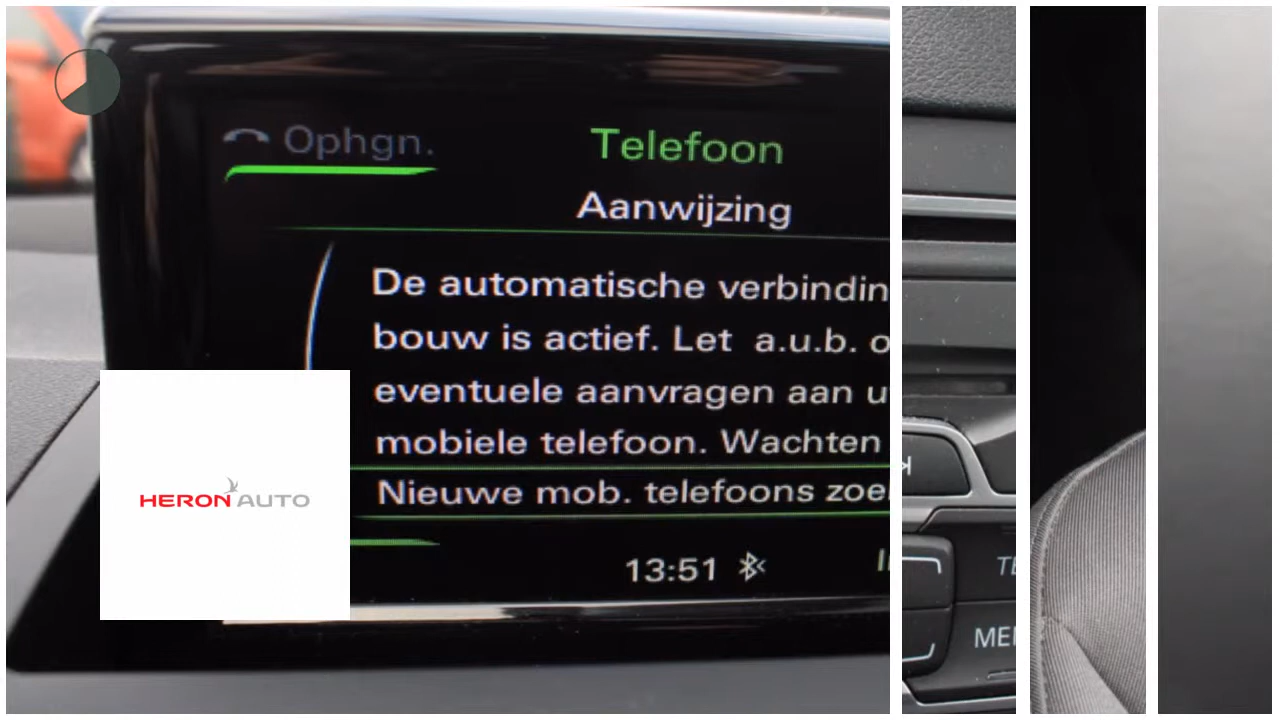 Ophgn.
Telefoon
Aanwijzing
De automatische verbindin
bouw is actief. Let a.u.b. o
eventuele aanvragen aan u
mobiele telefoon. Wachten
Nieuwe mob. telefoons zoe
13:51
HERON AUTO